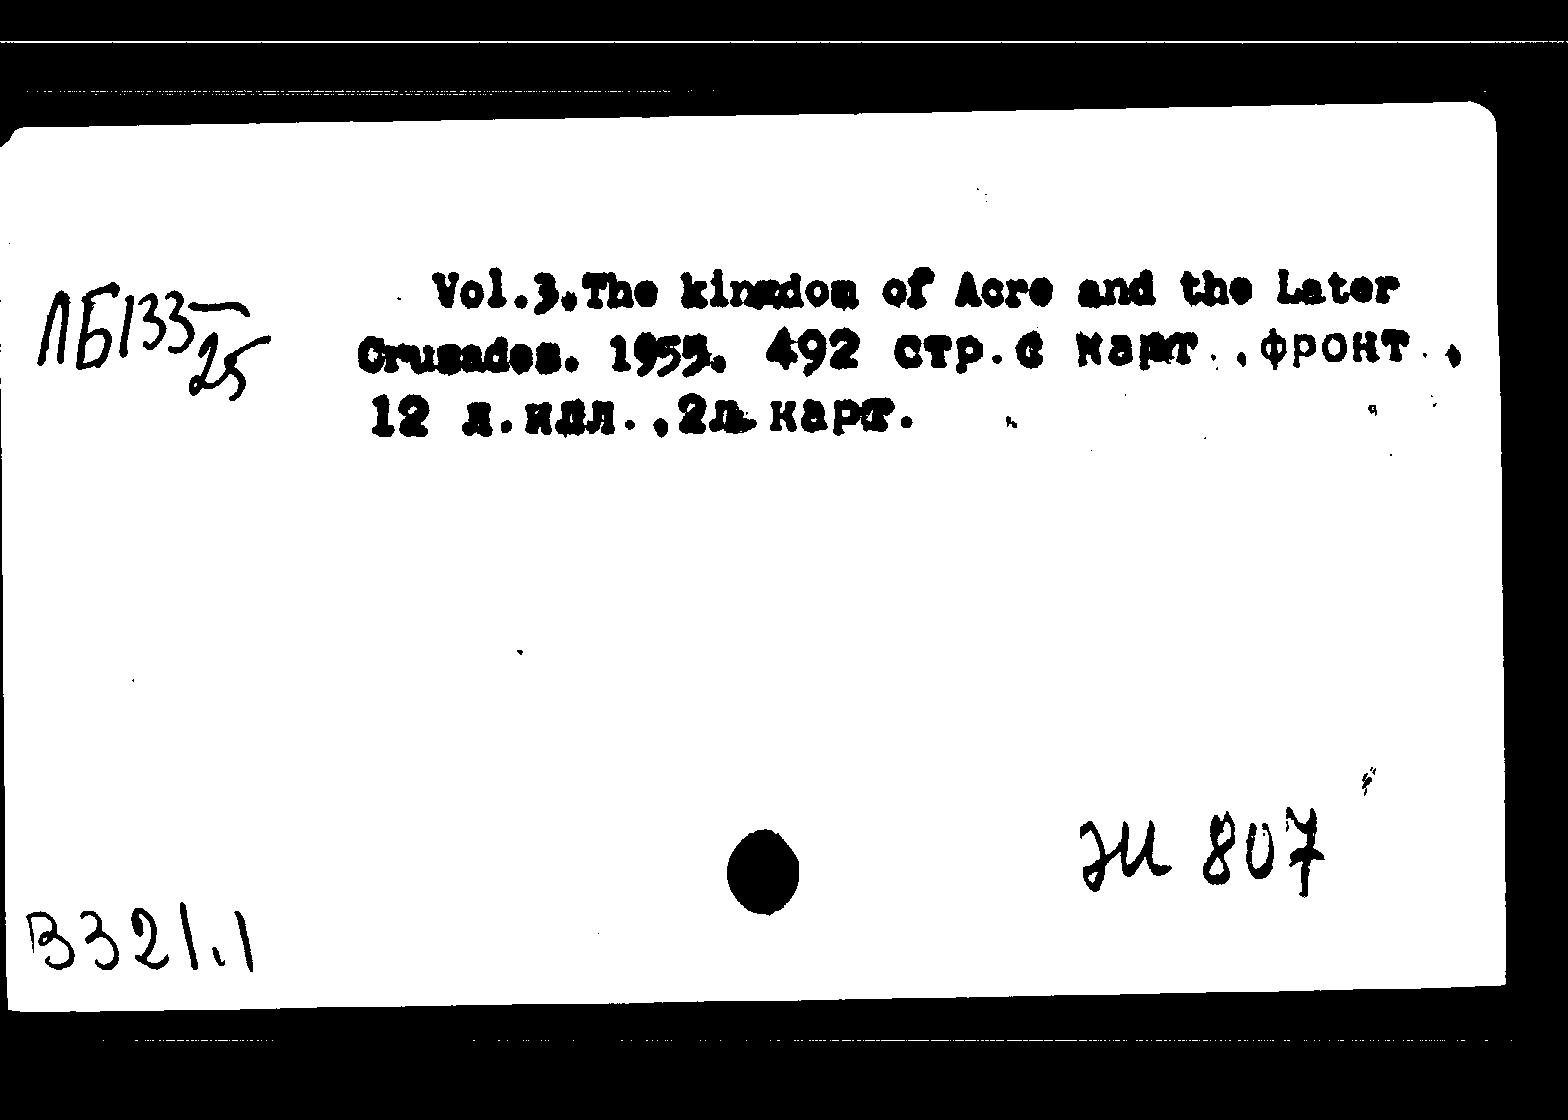 ЛБ133
25
Vol.3.The kingdom of Acre and the Later
Crusades. 1955. 492 стр.с карт.,фронт.,
12 л.илл.,2л.карт.
ЖИ 807
В321.1